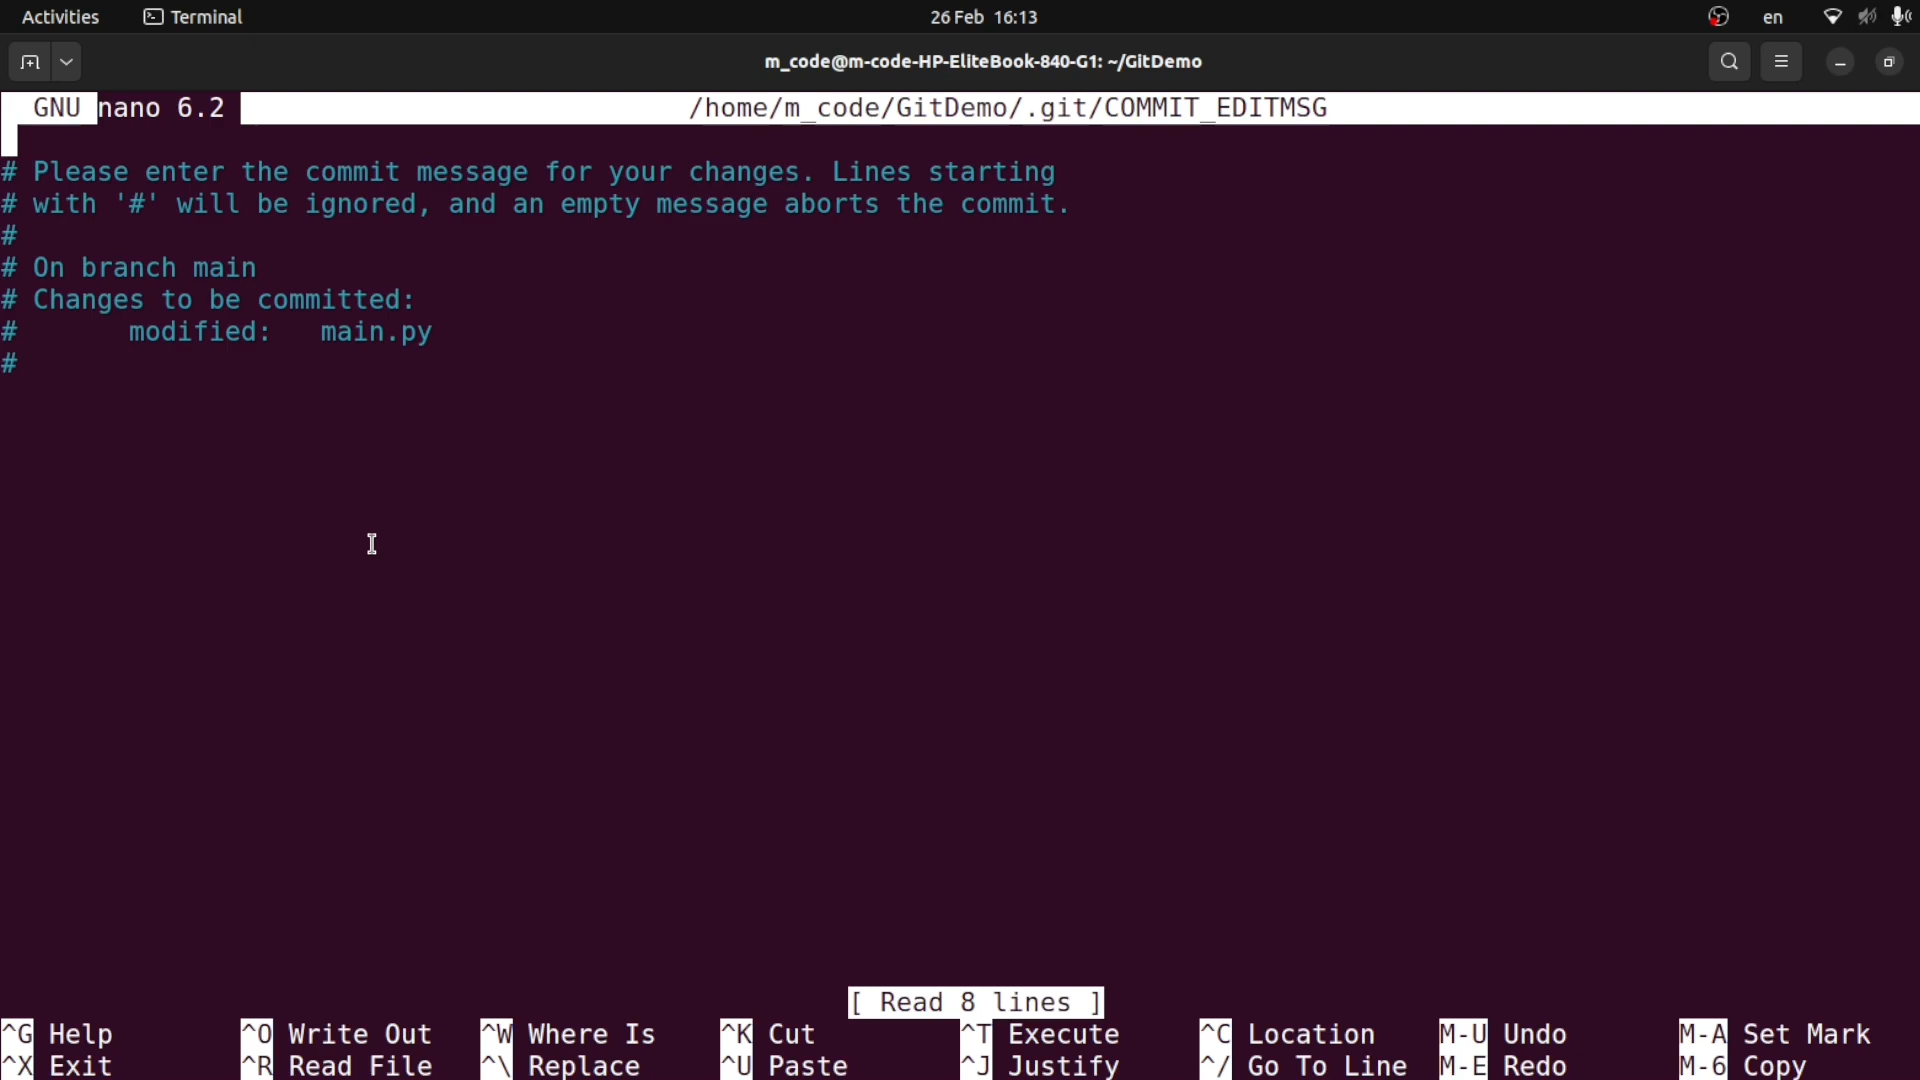 Activities Terminal 26 Feb 16:13 en
m_code@m-code-HP-EliteBook-840-G1: ~/GitDemo
GNU nano 6.2 /home/m_code/GitDemo/.git/COMMIT_EDITMSG
# Please enter the commit message for your changes. Lines starting
# with '#' will be ignored, and an empty message aborts the commit.
#
# On branch main
# Changes to be committed:
#       modified:   main.py
#
[ Read 8 lines ]
^G Help ^O Write Out ^W Where Is ^K Cut ^T Execute ^C Location M-U Undo M-A Set Mark
^X Exit ^R Read File ^\ Replace ^U Paste ^J Justify ^/ Go To Line M-E Redo M-6 Copy